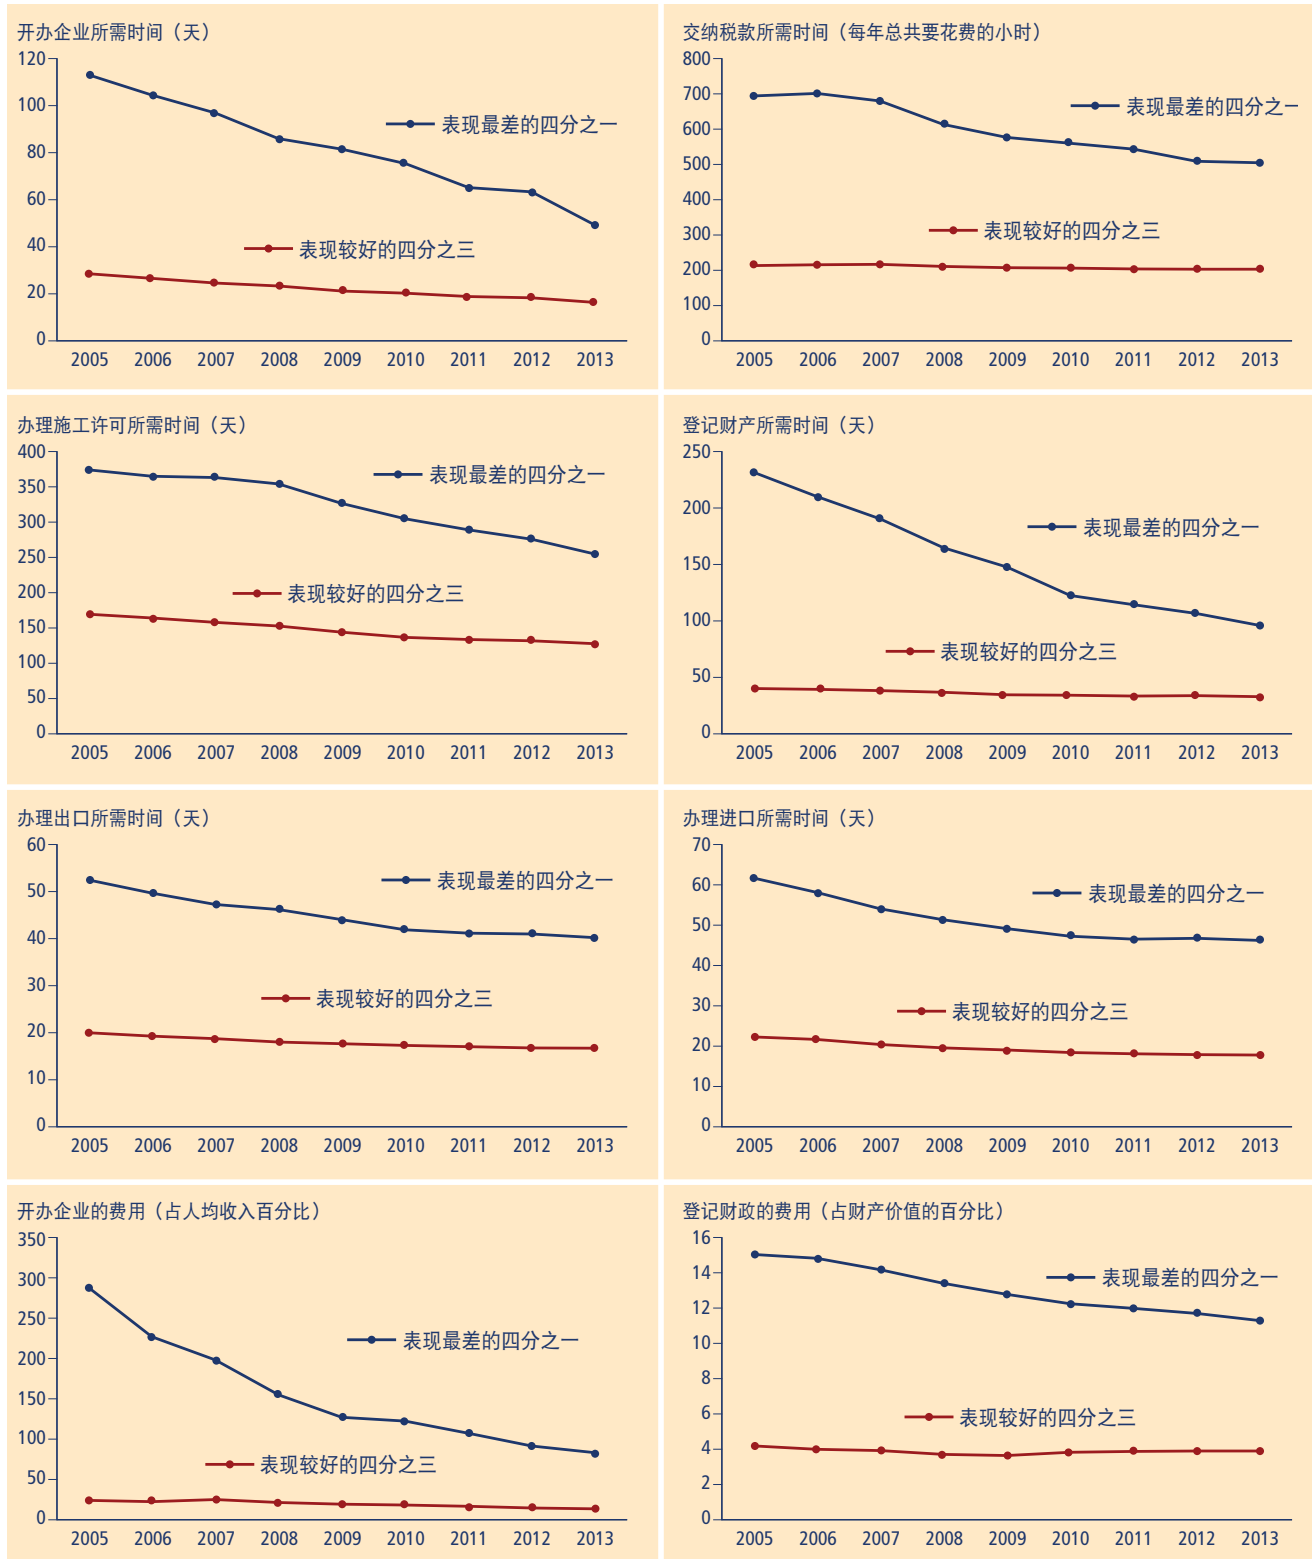 开办企业所需时间（天）
120
100
80
60
40
20
0
表现最差的四分之一
表现较好的四分之三
2005 2006 2007 2008 2009 2010 2011 2012 2013
交纳税款所需时间（每年总共要花费的小时）
800
700
600
500
400
300
200
100
0
表现最差的四分之一
表现较好的四分之三
2005 2006 2007 2008 2009 2010 2011 2012 2013
办理施工许可所需时间（天）
400
350
300
250
200
150
100
50
0
表现最差的四分之一
表现较好的四分之三
2005 2006 2007 2008 2009 2010 2011 2012 2013
登记财产所需时间（天）
250
200
150
100
50
0
表现最差的四分之一
表现较好的四分之三
2005 2006 2007 2008 2009 2010 2011 2012 2013
办理出口所需时间（天）
60
50
40
30
20
10
0
表现最差的四分之一
表现较好的四分之三
2005 2006 2007 2008 2009 2010 2011 2012 2013
办理进口所需时间（天）
70
60
50
40
30
20
10
0
表现最差的四分之一
表现较好的四分之三
2005 2006 2007 2008 2009 2010 2011 2012 2013
开办企业的费用（占人均收入百分比）
350
300
250
200
150
100
50
0
表现最差的四分之一
表现较好的四分之三
2005 2006 2007 2008 2009 2010 2011 2012 2013
登记财政的费用（占财产价值的百分比）
16
14
12
10
8
6
4
2
0
表现最差的四分之一
表现较好的四分之三
2005 2006 2007 2008 2009 2010 2011 2012 2013